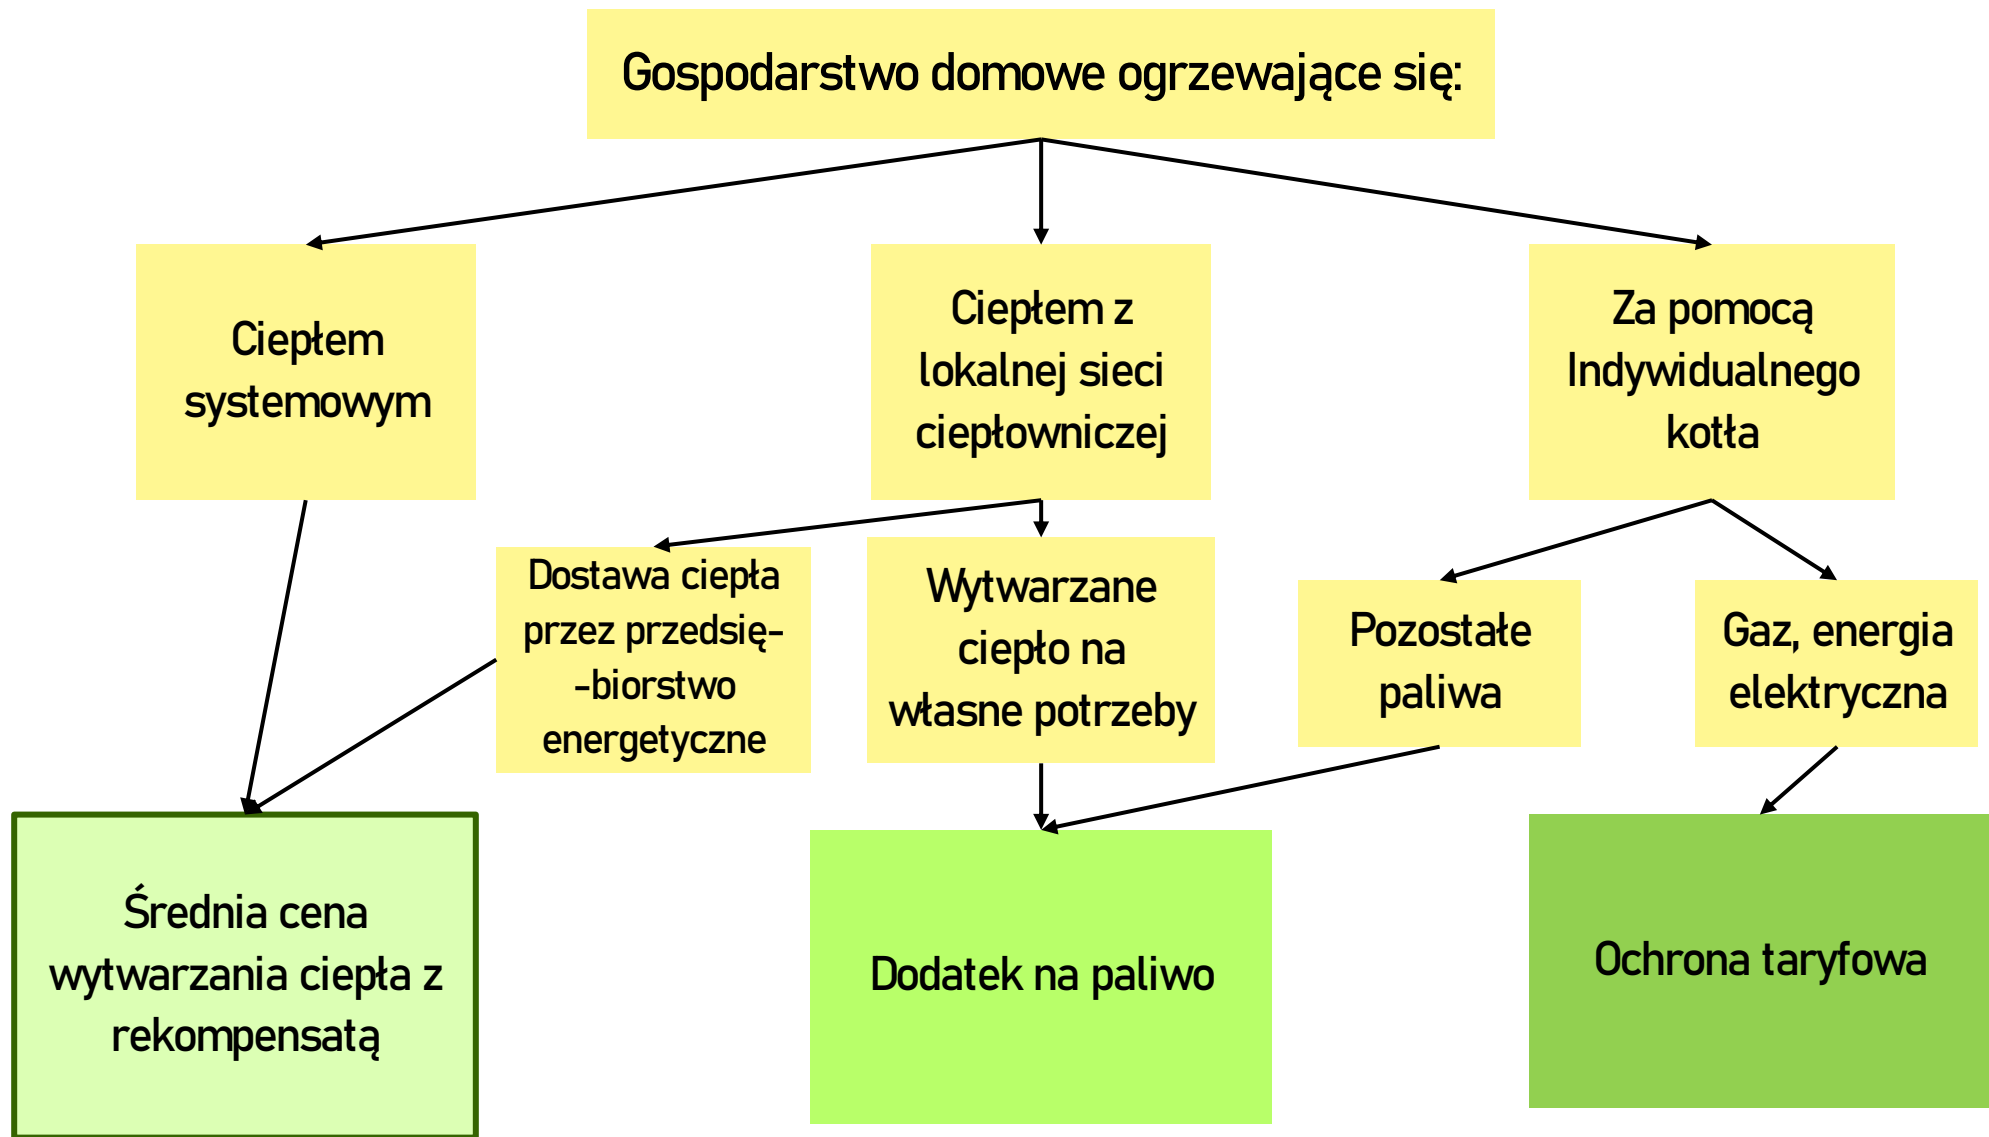 Gospodarstwo domowe ogrzewające się:
Ciepłem
systemowym
Ciepłem z
lokalnej sieci
ciepłowniczej
Za pomocą
Indywidualnego
kotła
Dostawa ciepła
przez przedsię-
-biorstwo
energetyczne
Wytwarzane
ciepło na
własne potrzeby
Pozostałe
paliwa
Gaz, energia
elektryczna
Średnia cena
wytwarzania ciepła z
rekompensatą
Dodatek na paliwo
Ochrona taryfowa